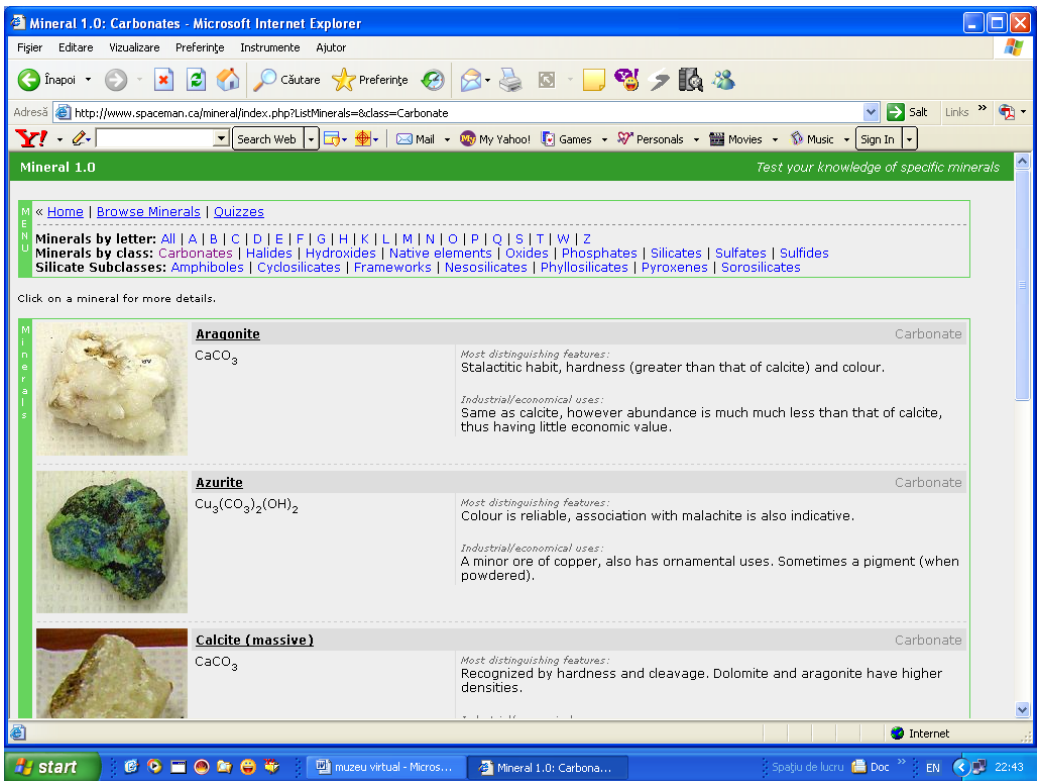 Mineral 1.0: Carbonates - Microsoft Internet Explorer
Fișier Editare Vizualizare Preferințe Instrumente Ajutor
Înapoi Căutare Preferințe
Adresă http://www.spaceman.ca/mineral/index.php?ListMinerals=&class=Carbonate Salt Links »
Y! Search Web Mail My Yahoo! Games Personals Movies Music Sign In
Mineral 1.0 Test your knowledge of specific minerals
MENU
« Home | Browse Minerals | Quizzes
Minerals by letter: All | A | B | C | D | E | F | G | H | K | L | M | N | O | P | Q | S | T | W | Z
Minerals by class: Carbonates | Halides | Hydroxides | Native elements | Oxides | Phosphates | Silicates | Sulfates | Sulfides
Silicate Subclasses: Amphiboles | Cyclosilicates | Frameworks | Nesosilicates | Phyllosilicates | Pyroxenes | Sorosilicates
Click on a mineral for more details.
Minerals
Aragonite Carbonate
CaCO₃
Most distinguishing features:
Stalactitic habit, hardness (greater than that of calcite) and colour.
Industrial/economical uses:
Same as calcite, however abundance is much much less than that of calcite,
thus having little economic value.
Azurite Carbonate
Cu₃(CO₃)₂(OH)₂
Most distinguishing features:
Colour is reliable, association with malachite is also indicative.
Industrial/economical uses:
A minor ore of copper, also has ornamental uses. Sometimes a pigment (when
powdered).
Calcite (massive) Carbonate
CaCO₃
Most distinguishing features:
Recognized by hardness and cleavage. Dolomite and aragonite have higher
densities.
Internet
start muzeu virtual - Micros... Mineral 1.0: Carbona... Spațiu de lucru Doc » EN 22:43